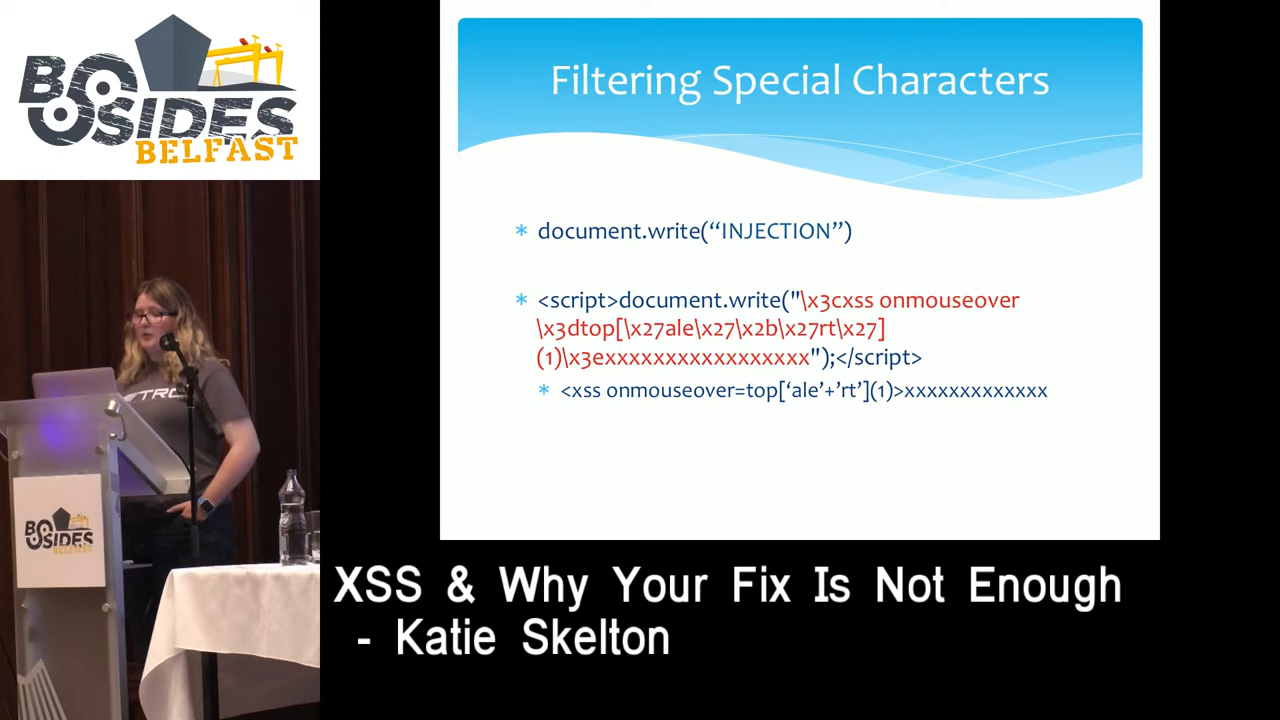 BSIDES
BELFAST
Filtering Special Characters
* document.write(“INJECTION”)
* <script>document.write("\x3cxss onmouseover
\x3dtop[\x27ale\x27\x2b\x27rt\x27]
(1)\x3exxxxxxxxxxxxxxxxxx");</script>
* <xss onmouseover=top[‘ale’+’rt’](1)>xxxxxxxxxxxxx
BSIDES
BELFAST
XSS & Why Your Fix Is Not Enough
- Katie Skelton